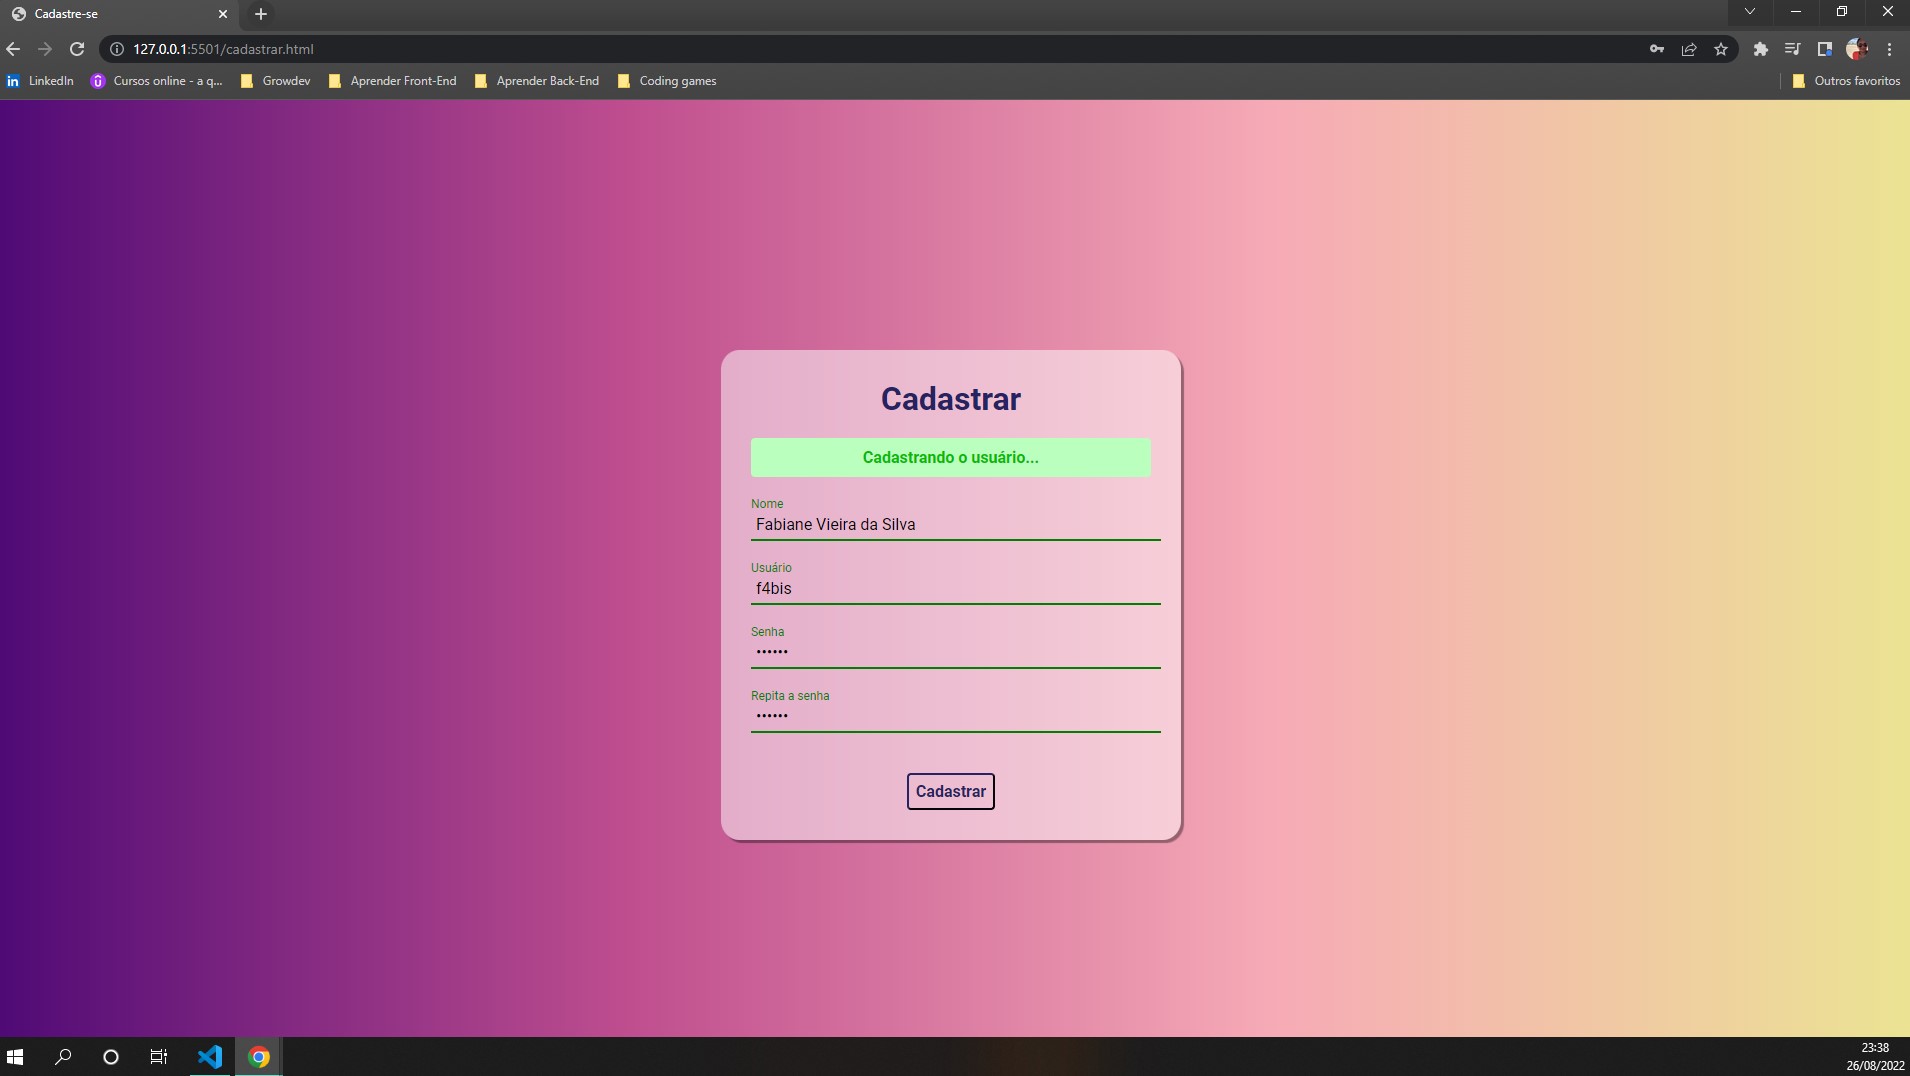 Cadastre-se
127.0.0.1:5501/cadastrar.html
in LinkedIn û Cursos online - a q... Growdev Aprender Front-End Aprender Back-End Coding games Outros favoritos
Cadastrar
Cadastrando o usuário...
Nome
Fabiane Vieira da Silva
Usuário
f4bis
Senha
••••••
Repita a senha
••••••
Cadastrar
23:38
26/08/2022